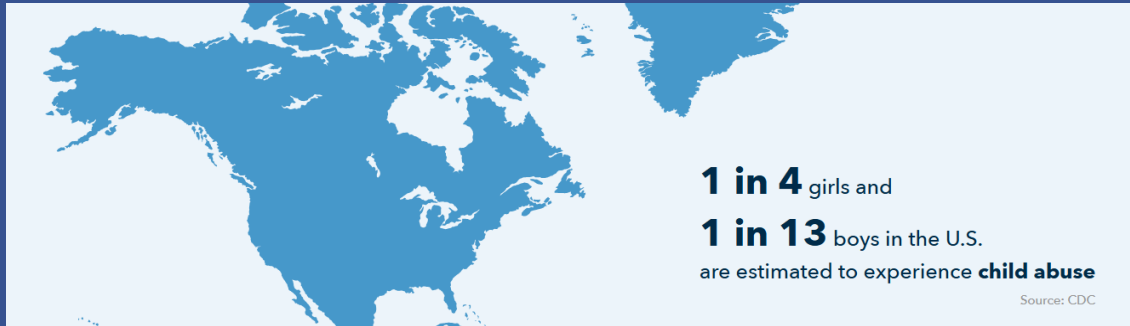 1 in 4 girls and
1 in 13 boys in the U.S.
are estimated to experience child abuse
Source: CDC